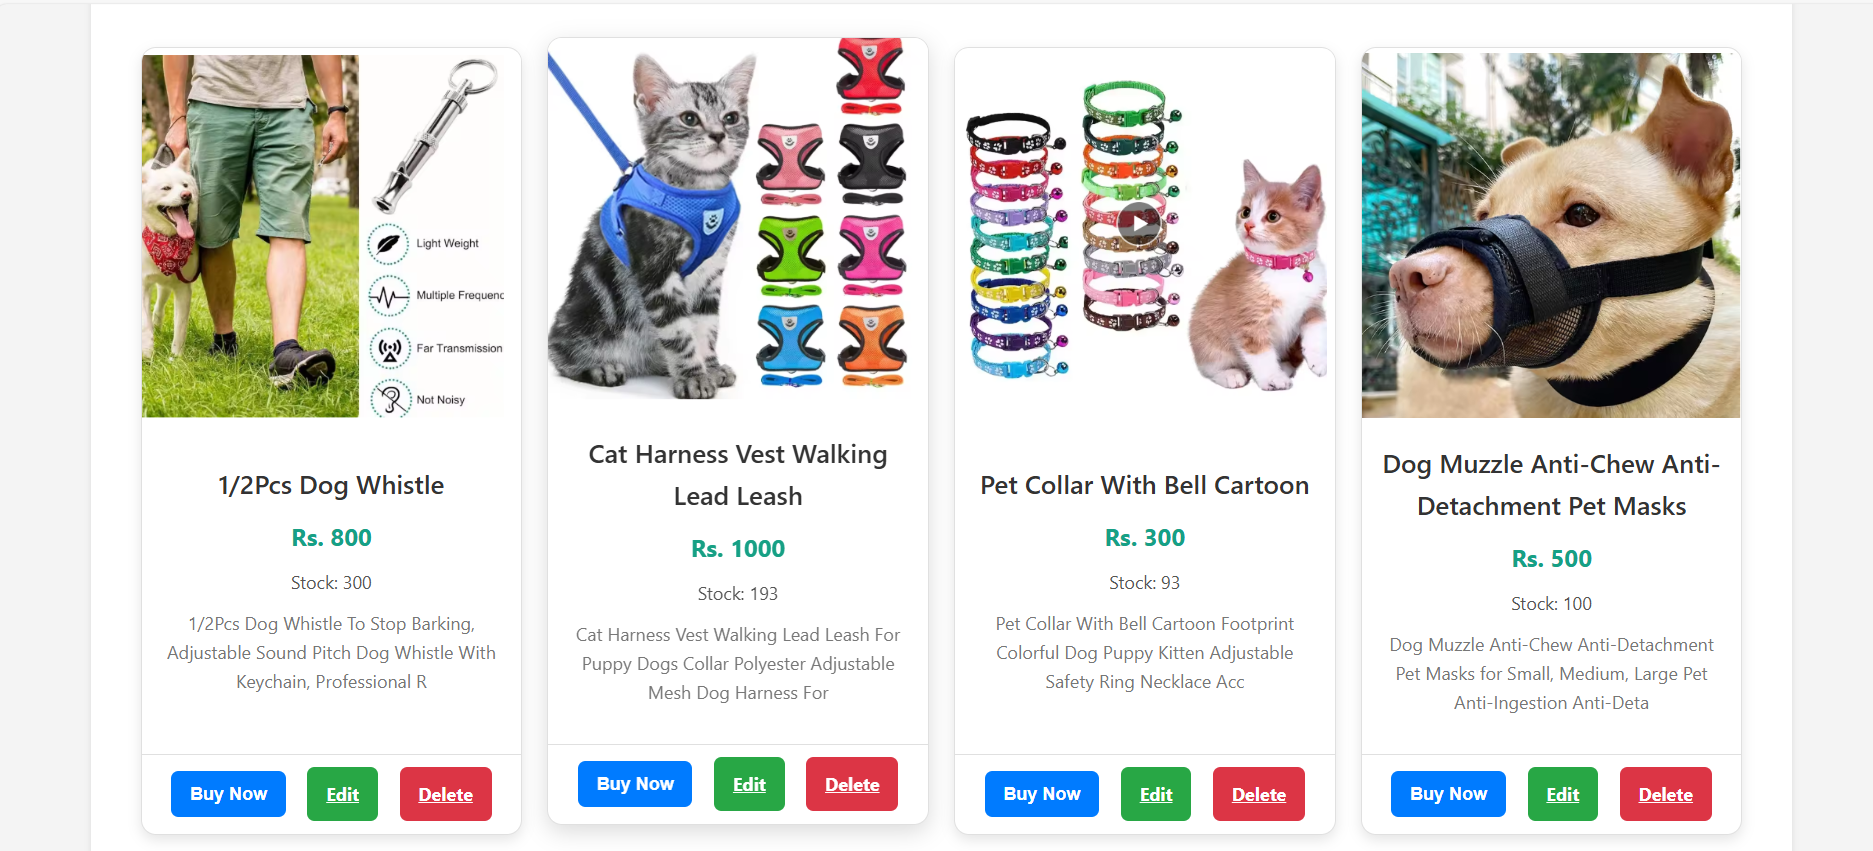 Light Weight
Multiple Frequenc
Far Transmission
Not Noisy
1/2Pcs Dog Whistle
Rs. 800
Stock: 300
1/2Pcs Dog Whistle To Stop Barking,
Adjustable Sound Pitch Dog Whistle With
Keychain, Professional R
Buy Now
Edit
Delete
Cat Harness Vest Walking
Lead Leash
Rs. 1000
Stock: 193
Cat Harness Vest Walking Lead Leash For
Puppy Dogs Collar Polyester Adjustable
Mesh Dog Harness For
Buy Now
Edit
Delete
Pet Collar With Bell Cartoon
Rs. 300
Stock: 93
Pet Collar With Bell Cartoon Footprint
Colorful Dog Puppy Kitten Adjustable
Safety Ring Necklace Acc
Buy Now
Edit
Delete
Dog Muzzle Anti-Chew Anti-
Detachment Pet Masks
Rs. 500
Stock: 100
Dog Muzzle Anti-Chew Anti-Detachment
Pet Masks for Small, Medium, Large Pet
Anti-Ingestion Anti-Deta
Buy Now
Edit
Delete